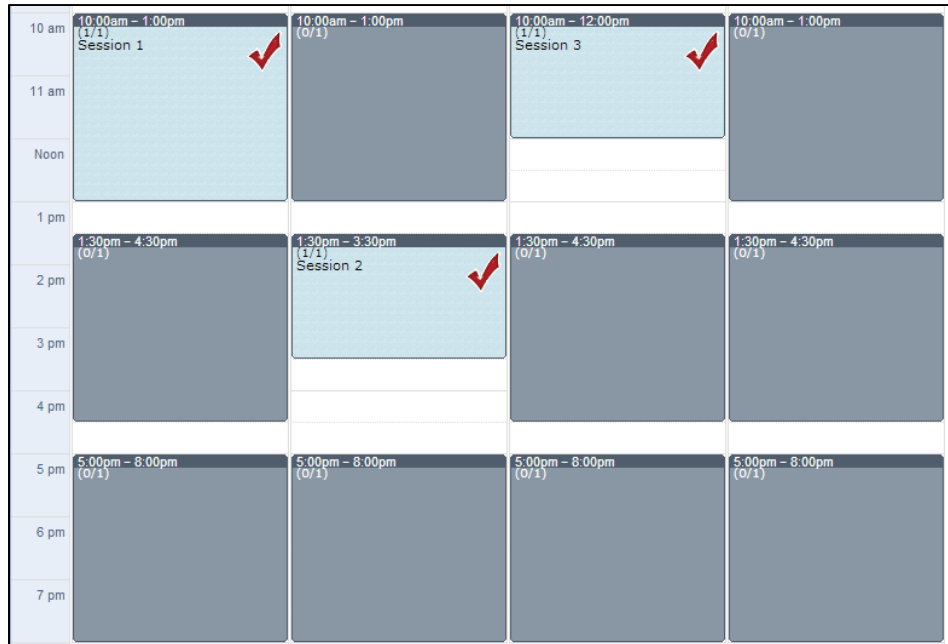 10 am
10:00am – 1:00pm
(1/1)
Session 1
10:00am – 1:00pm
(0/1)
10:00am – 12:00pm
(1/1)
Session 3
10:00am – 1:00pm
(0/1)
11 am
Noon
1 pm
1:30pm – 4:30pm
(0/1)
1:30pm – 3:30pm
(1/1)
Session 2
1:30pm – 4:30pm
(0/1)
1:30pm – 4:30pm
(0/1)
2 pm
3 pm
4 pm
5 pm
5:00pm – 8:00pm
(0/1)
5:00pm – 8:00pm
(0/1)
5:00pm – 8:00pm
(0/1)
5:00pm – 8:00pm
(0/1)
6 pm
7 pm